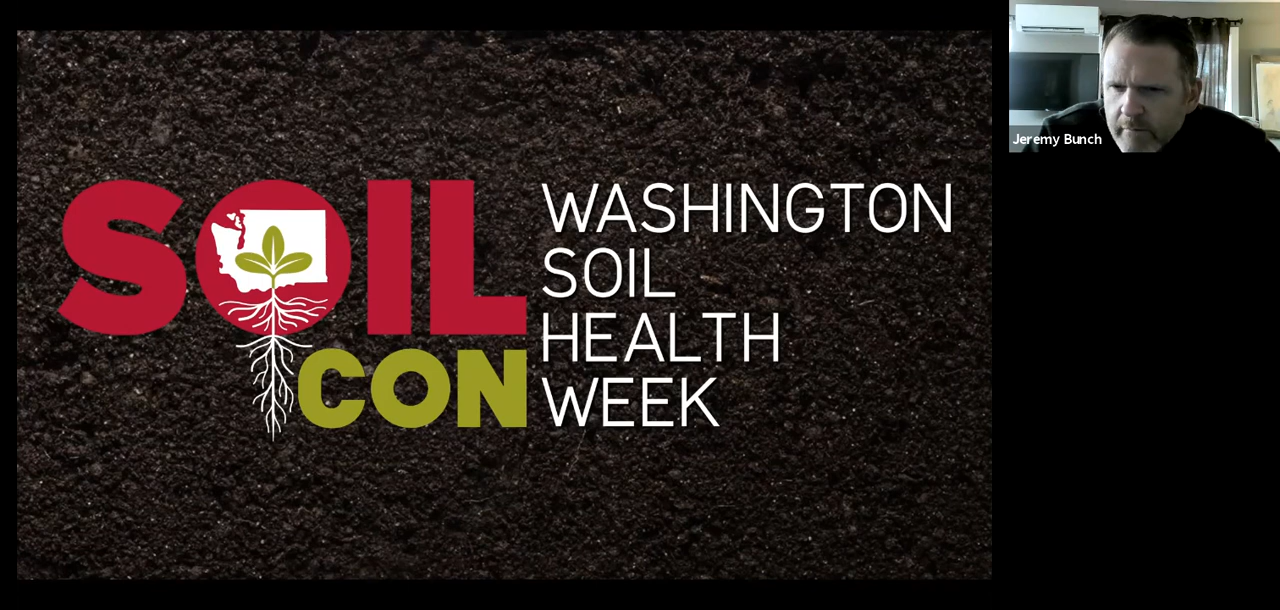 SOIL
CON
WASHINGTON
SOIL
HEALTH
WEEK
Jeremy Bunch